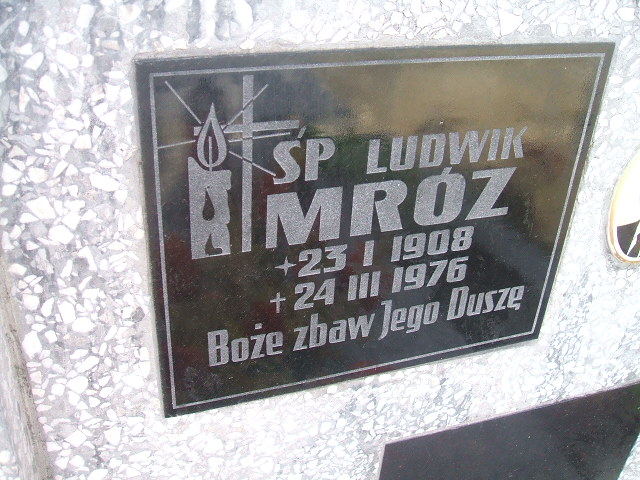 ŚP LUDWIK
MRÓZ
23 I 1908
✝ 24 III 1976
Boże zbaw Jego Duszę